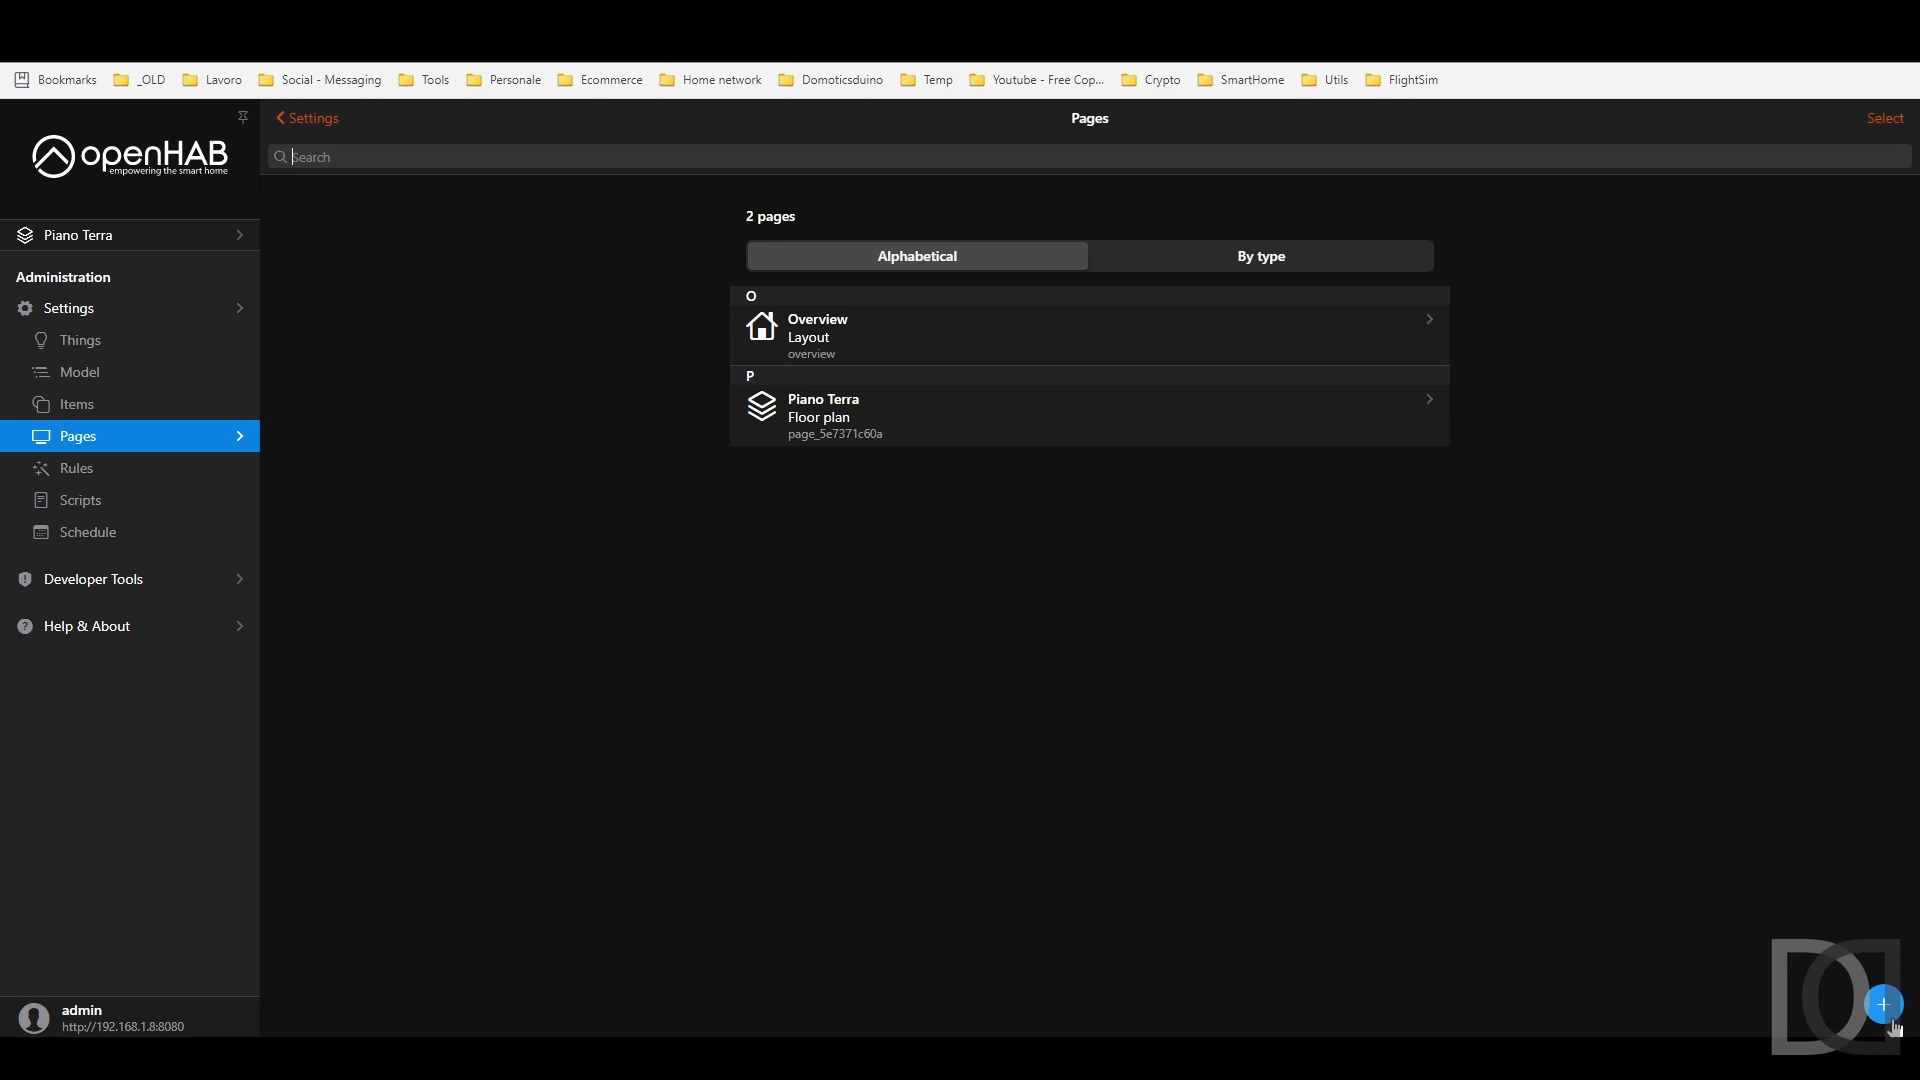 Bookmarks _OLD Lavoro Social - Messaging Tools Personale Ecommerce Home network Domoticsduino Temp Youtube - Free Cop... Crypto SmartHome Utils FlightSim
Settings Pages Select
openHAB
empowering the smart home
Search
2 pages
Piano Terra
Alphabetical By type
Administration
O
Settings
Overview
Layout
overview
Things
Model
P
Piano Terra
Floor plan
page_5e7371c60a
Items
Pages
Rules
Scripts
Schedule
Developer Tools
Help & About
admin
http://192.168.1.8:8080